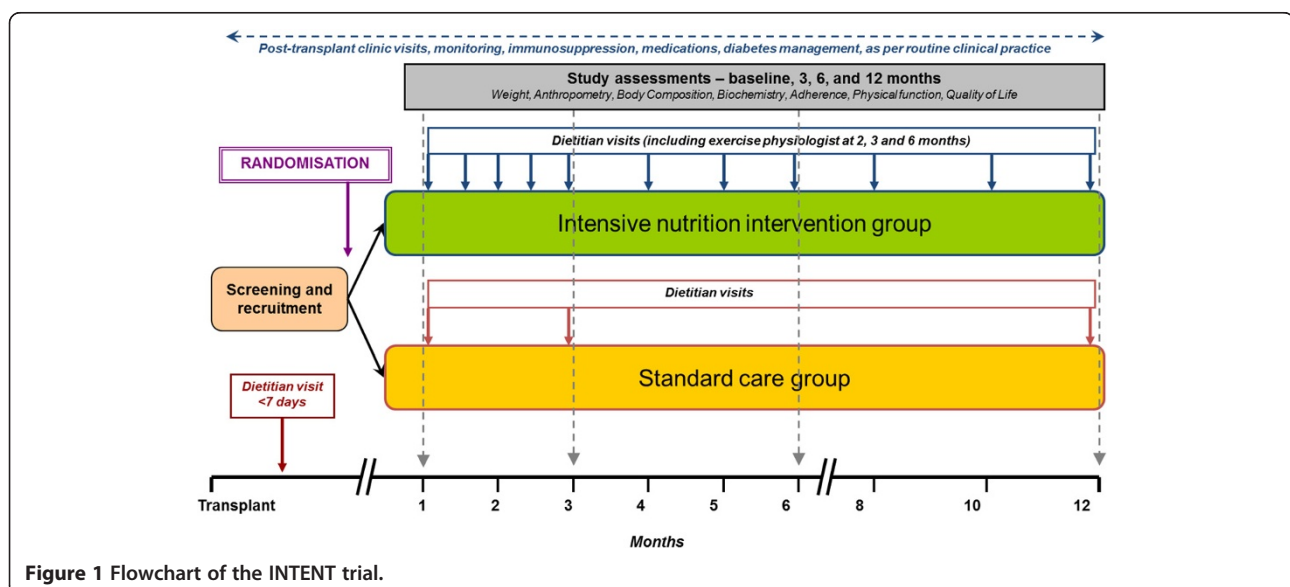 Post-transplant clinic visits, monitoring, immunosuppression, medications, diabetes management, as per routine clinical practice
Study assessments – baseline, 3, 6, and 12 months
Weight, Anthropometry, Body Composition, Biochemistry, Adherence, Physical function, Quality of Life
Dietitian visits (including exercise physiologist at 2, 3 and 6 months)
RANDOMISATION
Intensive nutrition intervention group
Screening and
recruitment
Dietitian visits
Standard care group
Dietitian visit
<7 days
Transplant 1 2 3 4 5 6 8 10 12
Months
Figure 1 Flowchart of the INTENT trial.